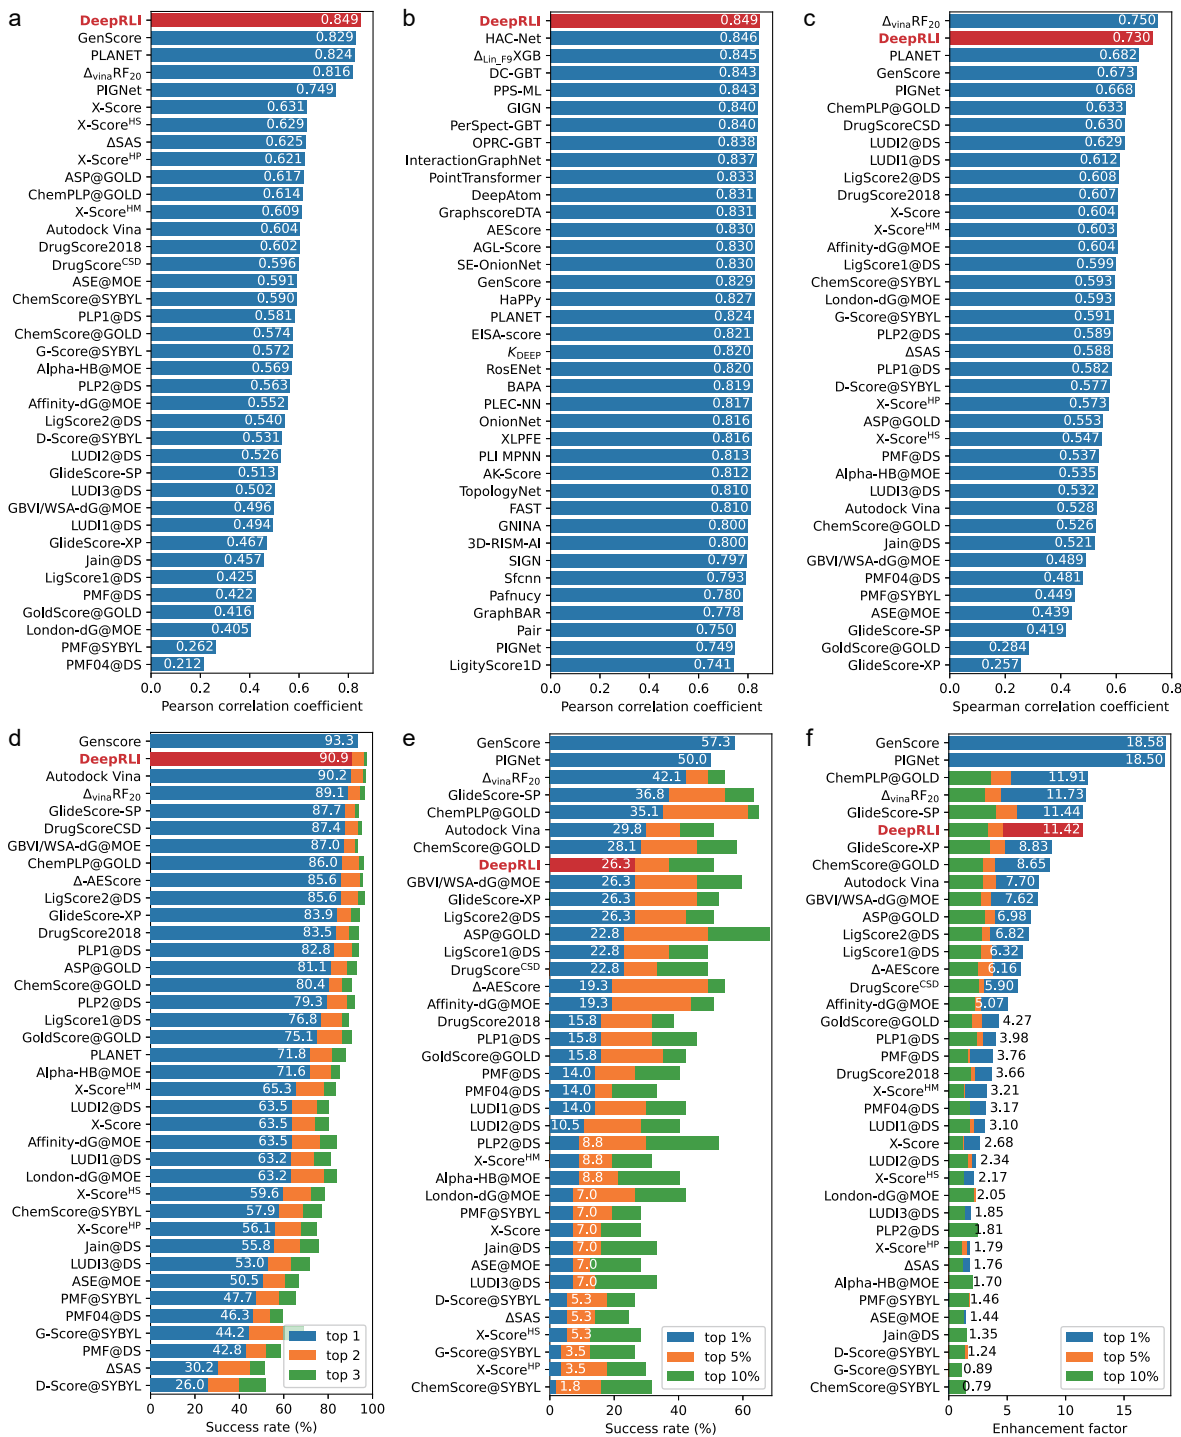 a
DeepRLI 0.849
GenScore 0.829
PLANET 0.824
ΔvinaRF20 0.816
PIGNet 0.749
X-Score 0.631
X-ScoreHS 0.629
ΔSAS 0.625
X-ScoreHP 0.621
ASP@GOLD 0.617
ChemPLP@GOLD 0.614
X-ScoreHM 0.609
Autodock Vina 0.604
DrugScore2018 0.602
DrugScoreCSD 0.596
ASE@MOE 0.591
ChemScore@SYBYL 0.590
PLP1@DS 0.581
ChemScore@GOLD 0.574
G-Score@SYBYL 0.572
Alpha-HB@MOE 0.569
PLP2@DS 0.563
Affinity-dG@MOE 0.552
LigScore2@DS 0.540
D-Score@SYBYL 0.531
LUDI2@DS 0.526
GlideScore-SP 0.513
LUDI3@DS 0.502
GBVI/WSA-dG@MOE 0.496
LUDI1@DS 0.494
GlideScore-XP 0.467
Jain@DS 0.457
LigScore1@DS 0.425
PMF@DS 0.422
GoldScore@GOLD 0.416
London-dG@MOE 0.405
PMF@SYBYL 0.262
PMF04@DS 0.212
0.0 0.2 0.4 0.6 0.8
Pearson correlation coefficient
b
DeepRLI 0.849
HAC-Net 0.846
ΔLin_F9XGB 0.845
DC-GBT 0.843
PPS-ML 0.843
GIGN 0.840
PerSpect-GBT 0.840
OPRC-GBT 0.838
InteractionGraphNet 0.837
PointTransformer 0.833
DeepAtom 0.831
GraphscoreDTA 0.831
AEScore 0.830
AGL-Score 0.830
SE-OnionNet 0.830
GenScore 0.829
HaPPy 0.827
PLANET 0.824
EISA-score 0.821
KDEEP 0.820
RosENet 0.820
BAPA 0.819
PLEC-NN 0.817
OnionNet 0.816
XLPFE 0.816
PLI MPNN 0.813
AK-Score 0.812
TopologyNet 0.810
FAST 0.810
GNINA 0.800
3D-RISM-AI 0.800
SIGN 0.797
Sfcnn 0.793
Pafnucy 0.780
GraphBAR 0.778
Pair 0.750
PIGNet 0.749
LigityScore1D 0.741
0.0 0.2 0.4 0.6 0.8
Pearson correlation coefficient
c
ΔvinaRF20 0.750
DeepRLI 0.730
PLANET 0.682
GenScore 0.673
PIGNet 0.668
ChemPLP@GOLD 0.633
DrugScoreCSD 0.630
LUDI2@DS 0.629
LUDI1@DS 0.612
LigScore2@DS 0.608
DrugScore2018 0.607
X-Score 0.604
X-ScoreHM 0.603
Affinity-dG@MOE 0.604
LigScore1@DS 0.599
ChemScore@SYBYL 0.593
London-dG@MOE 0.593
G-Score@SYBYL 0.591
PLP2@DS 0.589
ΔSAS 0.588
PLP1@DS 0.582
D-Score@SYBYL 0.577
X-ScoreHP 0.573
ASP@GOLD 0.553
X-ScoreHS 0.547
PMF@DS 0.537
Alpha-HB@MOE 0.535
LUDI3@DS 0.532
Autodock Vina 0.528
ChemScore@GOLD 0.526
Jain@DS 0.521
GBVI/WSA-dG@MOE 0.489
PMF04@DS 0.481
PMF@SYBYL 0.449
ASE@MOE 0.439
GlideScore-SP 0.419
GoldScore@GOLD 0.284
GlideScore-XP 0.257
0.0 0.2 0.4 0.6 0.8
Spearman correlation coefficient
d
Genscore 93.3
DeepRLI 90.9
Autodock Vina 90.2
ΔvinaRF20 89.1
GlideScore-SP 87.7
DrugScoreCSD 87.4
GBVI/WSA-dG@MOE 87.0
ChemPLP@GOLD 86.0
Δ-AEScore 85.6
LigScore2@DS 85.6
GlideScore-XP 83.9
DrugScore2018 83.5
PLP1@DS 82.8
ASP@GOLD 81.1
ChemScore@GOLD 80.4
PLP2@DS 79.3
LigScore1@DS 76.8
GoldScore@GOLD 75.1
PLANET 71.8
Alpha-HB@MOE 71.6
X-ScoreHM 65.3
LUDI2@DS 63.5
X-Score 63.5
Affinity-dG@MOE 63.5
LUDI1@DS 63.2
London-dG@MOE 63.2
X-ScoreHS 59.6
ChemScore@SYBYL 57.9
X-ScoreHP 56.1
Jain@DS 55.8
LUDI3@DS 53.0
ASE@MOE 50.5
PMF@SYBYL 47.7
PMF04@DS 46.3
G-Score@SYBYL 44.2
PMF@DS 42.8
ΔSAS 30.2
D-Score@SYBYL 26.0
top 1
top 2
top 3
0 20 40 60 80 100
Success rate (%)
e
GenScore 57.3
PIGNet 50.0
ΔvinaRF20 42.1
GlideScore-SP 36.8
ChemPLP@GOLD 35.1
Autodock Vina 29.8
ChemScore@GOLD 28.1
DeepRLI 26.3
GBVI/WSA-dG@MOE 26.3
GlideScore-XP 26.3
LigScore2@DS 26.3
ASP@GOLD 22.8
LigScore1@DS 22.8
DrugScoreCSD 22.8
Δ-AEScore 19.3
Affinity-dG@MOE 19.3
DrugScore2018 15.8
PLP1@DS 15.8
GoldScore@GOLD 15.8
PMF@DS 14.0
PMF04@DS 14.0
LUDI1@DS 14.0
LUDI2@DS 10.5
PLP2@DS 8.8
X-ScoreHM 8.8
Alpha-HB@MOE 8.8
London-dG@MOE 7.0
PMF@SYBYL 7.0
X-Score 7.0
Jain@DS 7.0
ASE@MOE 7.0
LUDI3@DS 7.0
D-Score@SYBYL 5.3
ΔSAS 5.3
X-ScoreHS 5.3
G-Score@SYBYL 3.5
X-ScoreHP 3.5
ChemScore@SYBYL 1.8
top 1%
top 5%
top 10%
0 20 40 60
Success rate (%)
f
GenScore 18.58
PIGNet 18.50
ChemPLP@GOLD 11.91
ΔvinaRF20 11.73
GlideScore-SP 11.44
DeepRLI 11.42
GlideScore-XP 8.83
ChemScore@GOLD 8.65
Autodock Vina 7.70
GBVI/WSA-dG@MOE 7.62
ASP@GOLD 6.98
LigScore2@DS 6.82
LigScore1@DS 6.32
Δ-AEScore 6.16
DrugScoreCSD 5.90
Affinity-dG@MOE 5.07
GoldScore@GOLD 4.27
PLP1@DS 3.98
PMF@DS 3.76
DrugScore2018 3.66
X-ScoreHM 3.21
PMF04@DS 3.17
LUDI1@DS 3.10
X-Score 2.68
LUDI2@DS 2.34
X-ScoreHS 2.17
London-dG@MOE 2.05
LUDI3@DS 1.85
PLP2@DS 1.81
X-ScoreHP 1.79
ΔSAS 1.76
Alpha-HB@MOE 1.70
PMF@SYBYL 1.46
ASE@MOE 1.44
Jain@DS 1.35
D-Score@SYBYL 1.24
G-Score@SYBYL 0.89
ChemScore@SYBYL 0.79
top 1%
top 5%
top 10%
0 5 10 15
Enhancement factor